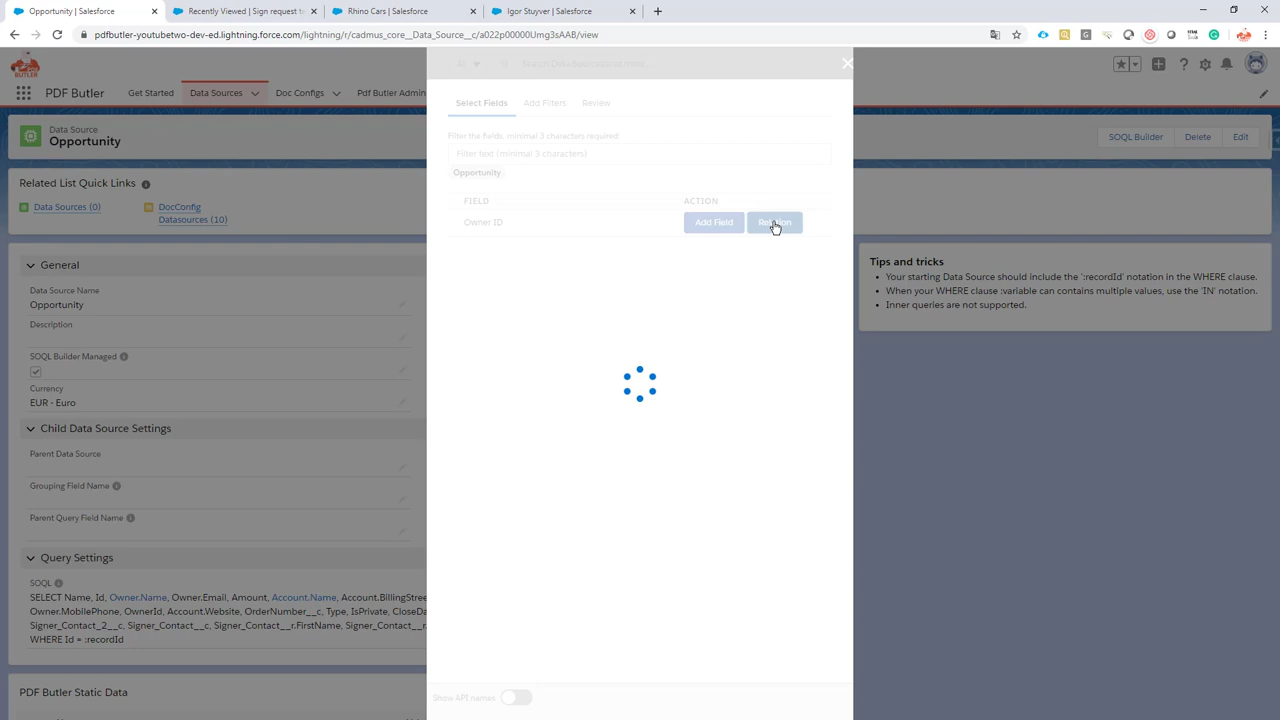 Opportunity | Salesforce
Recently Viewed | Sign request t
Rhino Cars | Salesforce
Igor Stuyver | Salesforce
pdfbutler-youtubetwo-dev-ed.lightning.force.com/lightning/r/cadmus_core__Data_Source__c/a022p00000Umg3sAAB/view
BUTLER
PDF Butler
Get Started
Data Sources
Doc Configs
Pdf Butler Admin
All
Data Source
Opportunity
SOQL Builder
Delete
Edit
Related List Quick Links
Data Sources (0)
DocConfig
Datasources (10)
Select Fields
Add Filters
Review
Filter the fields, minimal 3 characters required:
Filter text (minimal 3 characters)
Opportunity
FIELD
ACTION
Owner ID
Add Field
General
Data Source Name
Opportunity
Description
SOQL Builder Managed
Currency
EUR - Euro
Child Data Source Settings
Parent Data Source
Grouping Field Name
Parent Query Field Name
Query Settings
SOQL
SELECT Name, Id, Owner.Name, Owner.Email, Amount, Account.Name, Account.BillingStree
Owner.MobilePhone, OwnerId, Account.Website, OrderNumber__c, Type, IsPrivate, CloseDa
Signer_Contact_2__c, Signer_Contact__c, Signer_Contact__r.FirstName, Signer_Contact__r.
WHERE Id = :recordId
PDF Butler Static Data
Tips and tricks
• Your starting Data Source should include the ':recordId' notation in the WHERE clause.
• When your WHERE clause :variable can contains multiple values, use the 'IN' notation.
• Inner queries are not supported.
Show API names